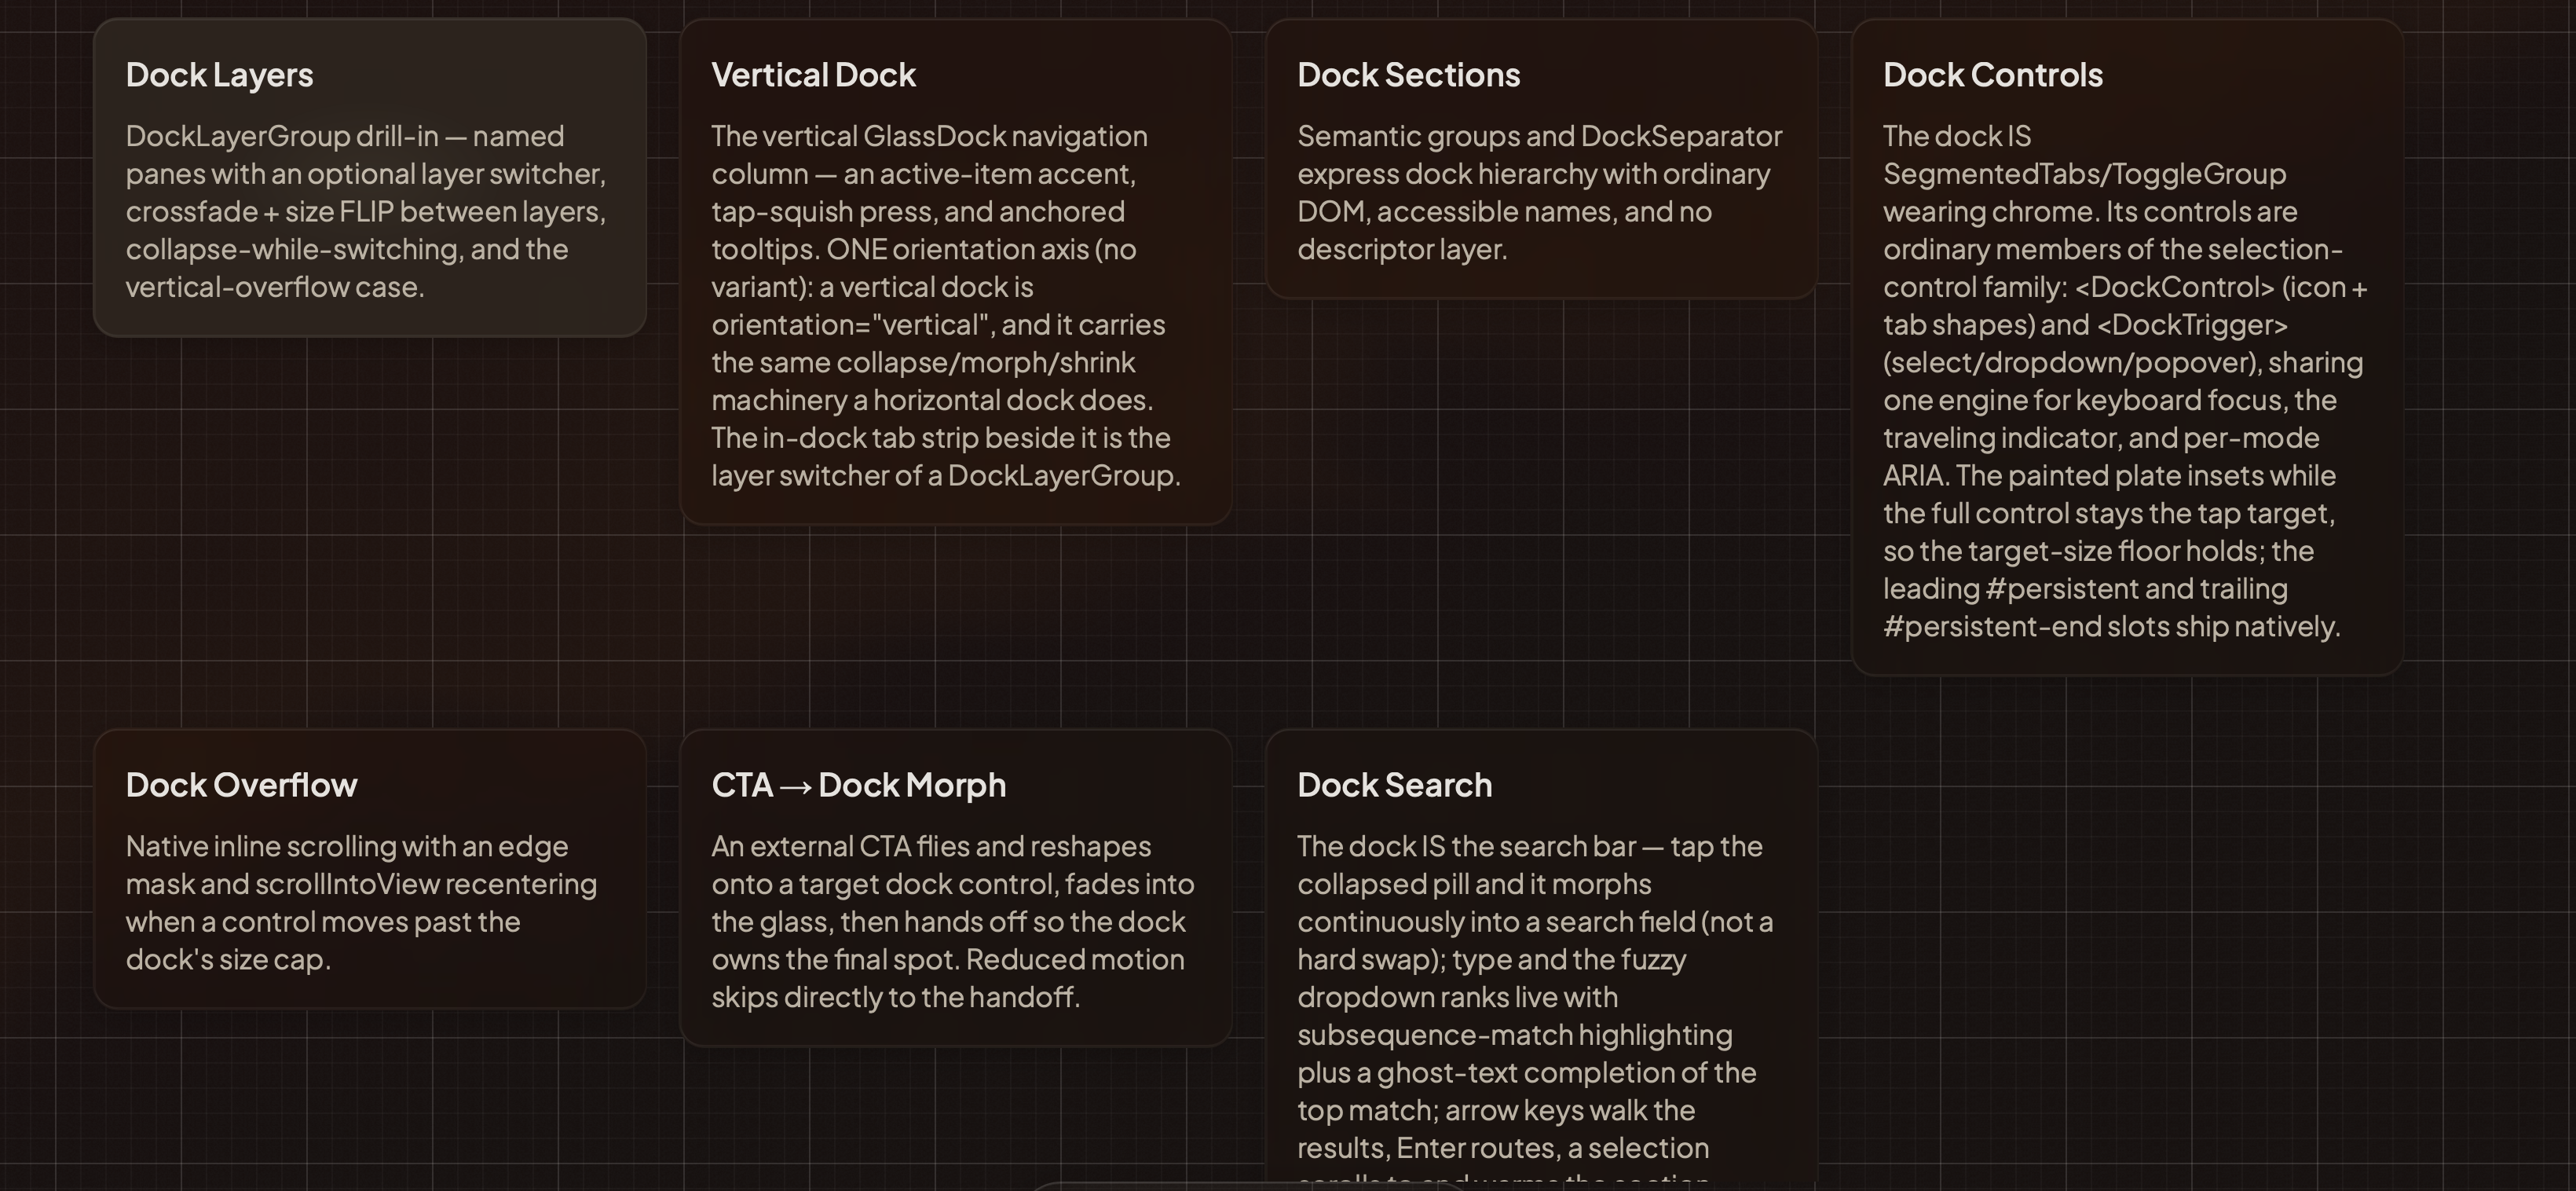 Dock Layers
DockLayerGroup drill-in — named
panes with an optional layer switcher,
crossfade + size FLIP between layers,
collapse-while-switching, and the
vertical-overflow case.
Vertical Dock
The vertical GlassDock navigation
column — an active-item accent,
tap-squish press, and anchored
tooltips. ONE orientation axis (no
variant): a vertical dock is
orientation="vertical", and it carries
the same collapse/morph/shrink
machinery a horizontal dock does.
The in-dock tab strip beside it is the
layer switcher of a DockLayerGroup.
Dock Sections
Semantic groups and DockSeparator
express dock hierarchy with ordinary
DOM, accessible names, and no
descriptor layer.
Dock Controls
The dock IS
SegmentedTabs/ToggleGroup
wearing chrome. Its controls are
ordinary members of the selection-
control family: <DockControl> (icon +
tab shapes) and <DockTrigger>
(select/dropdown/popover), sharing
one engine for keyboard focus, the
traveling indicator, and per-mode
ARIA. The painted plate insets while
the full control stays the tap target,
so the target-size floor holds; the
leading #persistent and trailing
#persistent-end slots ship natively.
Dock Overflow
Native inline scrolling with an edge
mask and scrollIntoView recentering
when a control moves past the
dock's size cap.
CTA → Dock Morph
An external CTA flies and reshapes
onto a target dock control, fades into
the glass, then hands off so the dock
owns the final spot. Reduced motion
skips directly to the handoff.
Dock Search
The dock IS the search bar — tap the
collapsed pill and it morphs
continuously into a search field (not a
hard swap); type and the fuzzy
dropdown ranks live with
subsequence-match highlighting
plus a ghost-text completion of the
top match; arrow keys walk the
results, Enter routes, a selection